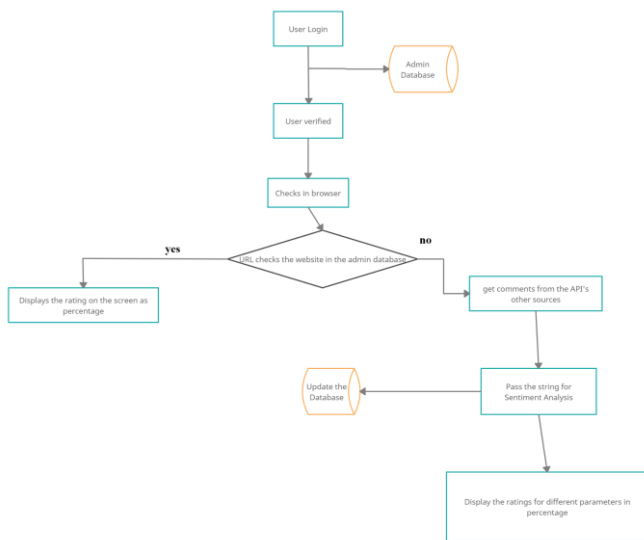 User Login
Admin
Database
User verified
Checks in browser
yes
no
URL checks the website in the admin database
Displays the rating on the screen as
percentage
get comments from the API's
other sources
Update the
Database
Pass the string for
Sentiment Analysis
Display the ratings for different parameters in
percentage